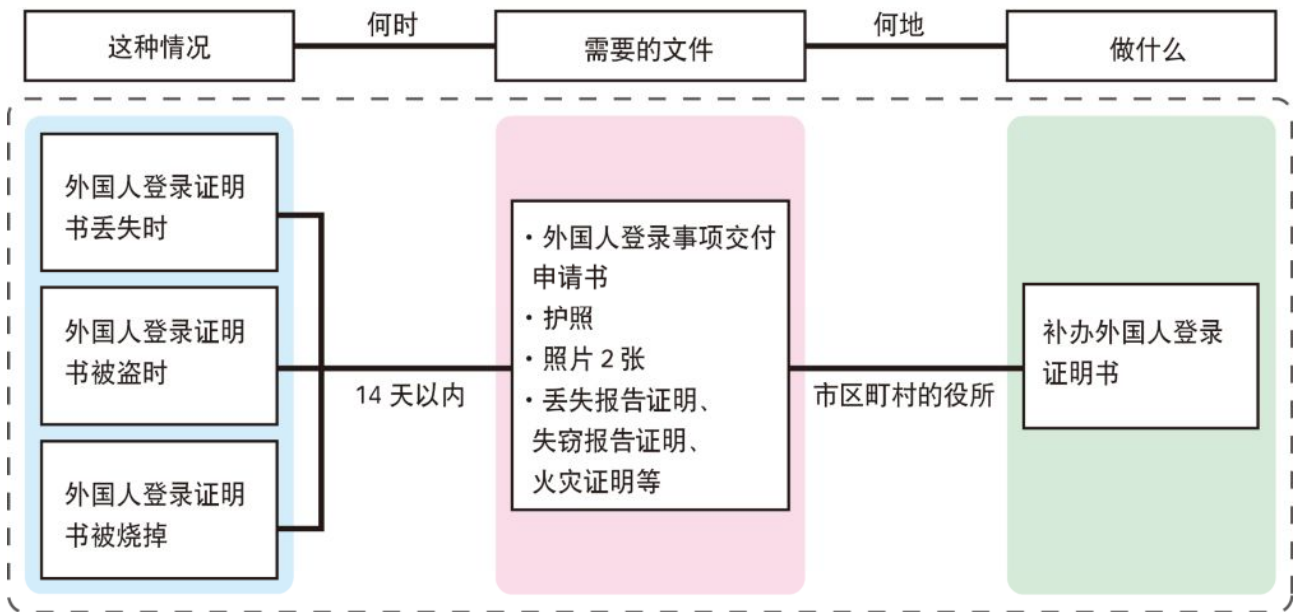 这种情况
何时
需要的文件
何地
做什么
外国人登录证明
书丢失时
外国人登录证明
书被盗时
外国人登录证明
书被烧掉
14 天以内
・外国人登录事项交付
申请书
・护照
・照片 2 张
・丢失报告证明、
失窃报告证明、
火灾证明等
市区町村的役所
补办外国人登录
证明书